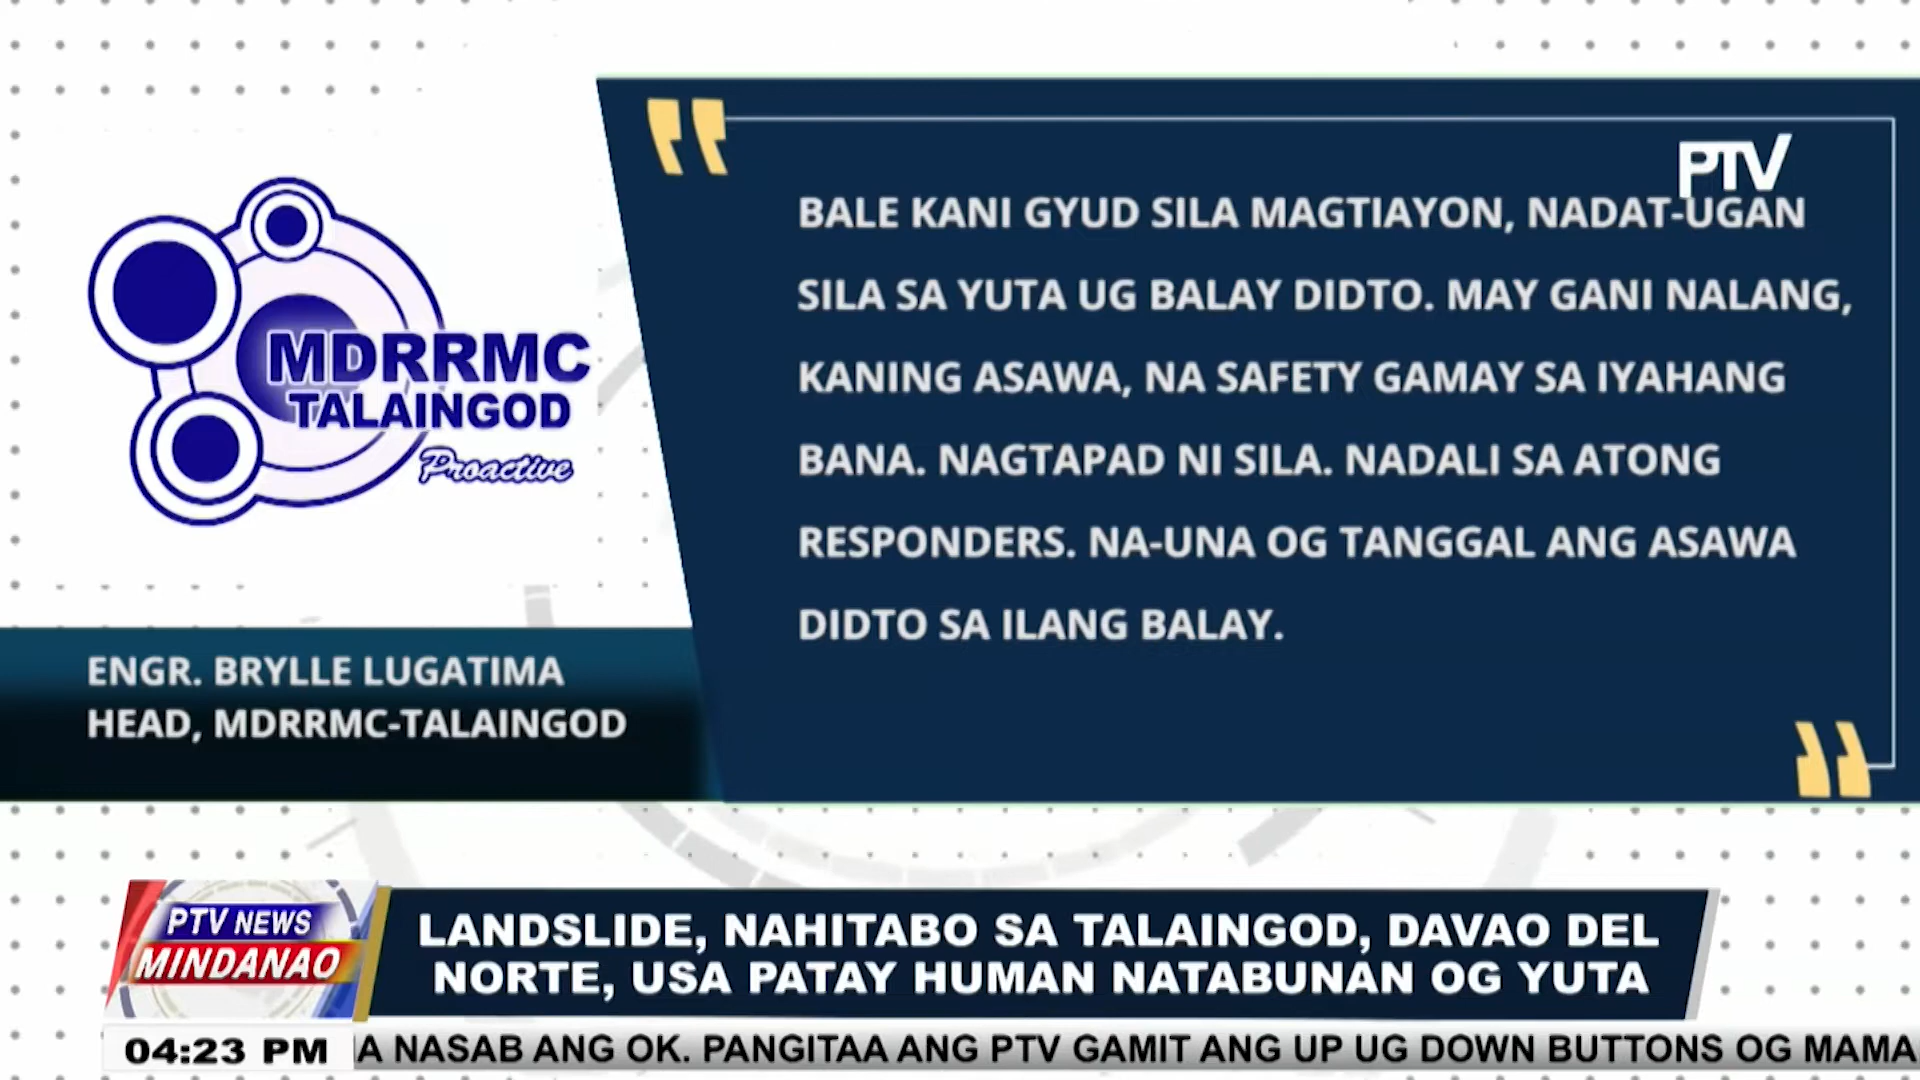 PTV
BALE KANI GYUD SILA MAGTIAYON, NADAT-UGAN
SILA SA YUTA UG BALAY DIDTO. MAY GANI NALANG,
KANING ASAWA, NA SAFETY GAMAY SA IYAHANG
BANA. NAGTAPAD NI SILA. NADALI SA ATONG
RESPONDERS. NA-UNA OG TANGGAL ANG ASAWA
DIDTO SA ILANG BALAY.
MDRRMC
TALAINGOD
Proactive
ENGR. BRYLLE LUGATIMA
HEAD, MDRRMC-TALAINGOD
PTV NEWS
MINDANAO
LANDSLIDE, NAHITABO SA TALAINGOD, DAVAO DEL
NORTE, USA PATAY HUMAN NATABUNAN OG YUTA
04:23 PM
A NASAB ANG OK. PANGITAA ANG PTV GAMIT ANG UP UG DOWN BUTTONS OG MAMA